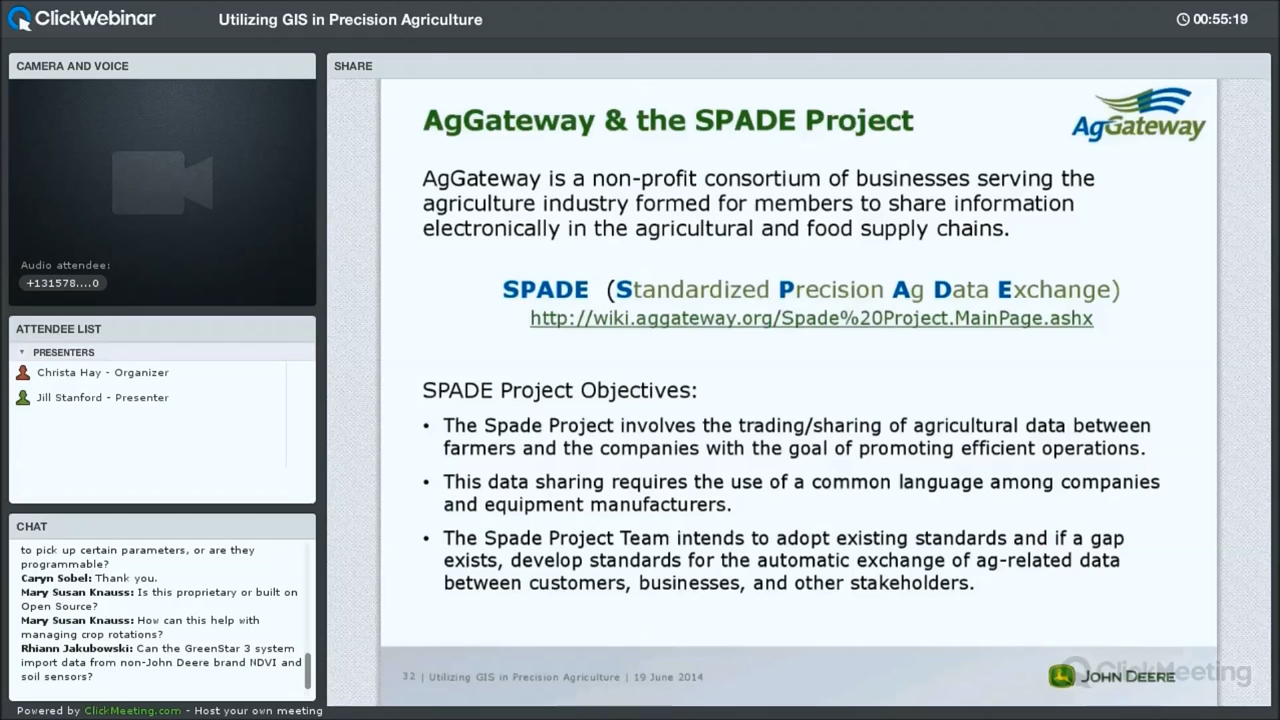 ClickWebinar
Utilizing GIS in Precision Agriculture
00:55:19
CAMERA AND VOICE
Audio attendee:
+131578....0
ATTENDEE LIST
PRESENTERS
Christa Hay - Organizer
Jill Stanford - Presenter
CHAT
to pick up certain parameters, or are they
programmable?
Caryn Sobel: Thank you.
Mary Susan Knauss: Is this proprietary or built on
Open Source?
Mary Susan Knauss: How can this help with
managing crop rotations?
Rhiann Jakubowski: Can the GreenStar 3 system
import data from non-John Deere brand NDVI and
soil sensors?
Powered by ClickMeeting.com - Host your own meeting
SHARE
AgGateway & the SPADE Project
AgGateway
AgGateway is a non-profit consortium of businesses serving the
agriculture industry formed for members to share information
electronically in the agricultural and food supply chains.
SPADE (Standardized Precision Ag Data Exchange)
http://wiki.aggateway.org/Spade%20Project.MainPage.ashx
SPADE Project Objectives:
• The Spade Project involves the trading/sharing of agricultural data between
farmers and the companies with the goal of promoting efficient operations.
• This data sharing requires the use of a common language among companies
and equipment manufacturers.
• The Spade Project Team intends to adopt existing standards and if a gap
exists, develop standards for the automatic exchange of ag-related data
between customers, businesses, and other stakeholders.
32 | Utilizing GIS in Precision Agriculture | 19 June 2014
JOHN DEERE
ClickMeeting